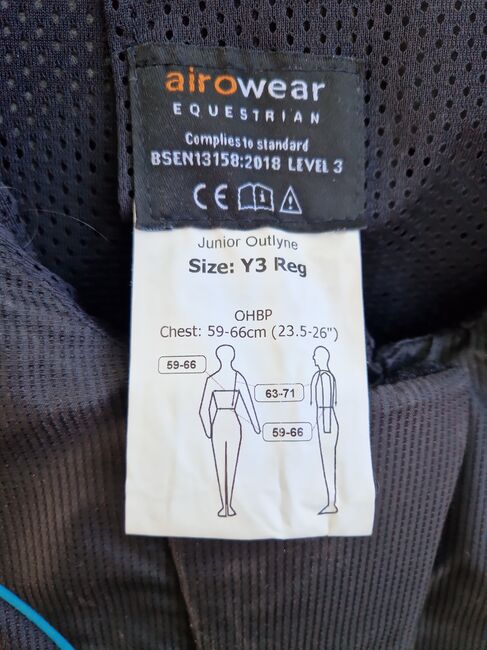 airowear
EQUESTRIAN
Complies to standard
BSEN13158:2018 LEVEL 3
CE
Junior Outlyne
Size: Y3 Reg
OHBP
Chest: 59-66cm (23.5-26")
59-66
63-71
59-66